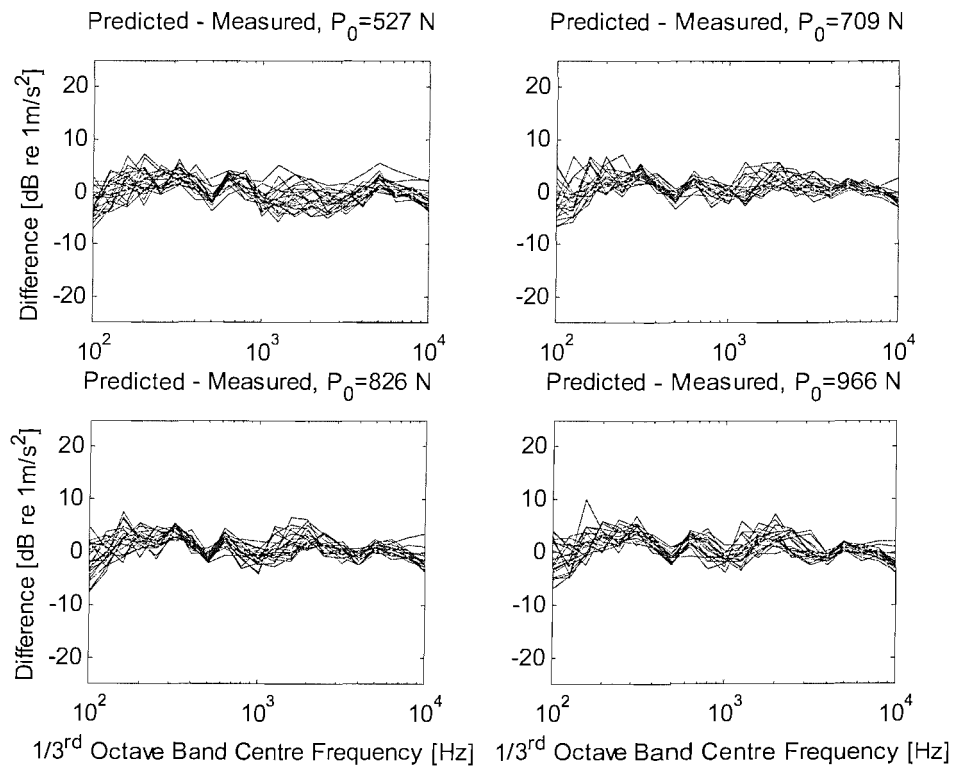 Predicted - Measured, P₀=527 N
Predicted - Measured, P₀=709 N
Difference [dB re 1m/s²]
20
10
0
-10
-20
10² 10³ 10⁴
20
10
0
-10
-20
10² 10³ 10⁴
Predicted - Measured, P₀=826 N
Predicted - Measured, P₀=966 N
Difference [dB re 1m/s²]
20
10
0
-10
-20
10² 10³ 10⁴
20
10
0
-10
-20
10² 10³ 10⁴
1/3ʳᵈ Octave Band Centre Frequency [Hz]
1/3ʳᵈ Octave Band Centre Frequency [Hz]